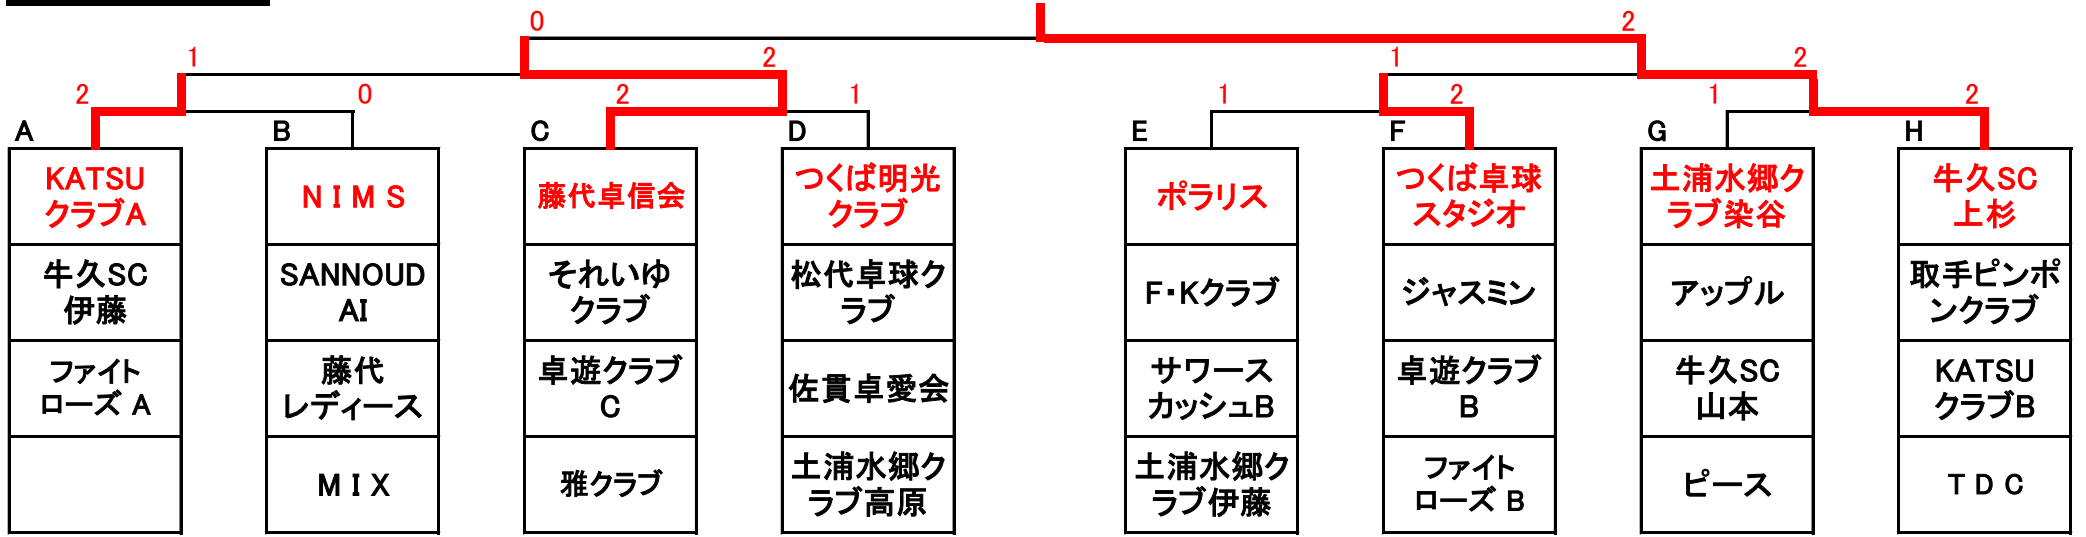 0 2
1 2 1 2
2 0 2 1 1 2 1 2
A B C D E F G H
KATSU
クラブA
NIMS
藤代卓信会
つくば明光
クラブ
ポラリス
つくば卓球
スタジオ
土浦水郷ク
ラブ染谷
牛久SC
上杉
牛久SC
伊藤
SANNOUD
AI
それいゆ
クラブ
松代卓球ク
ラブ
F・Kクラブ
ジャスミン
アップル
取手ピンポ
ンクラブ
ファイト
ローズ A
藤代
レディース
卓遊クラブ
C
佐貫卓愛会
サワース
カッシュB
卓遊クラブ
B
牛久SC
山本
KATSU
クラブB
MIX
雅クラブ
土浦水郷ク
ラブ高原
土浦水郷ク
ラブ伊藤
ファイト
ローズ B
ピース
TDC